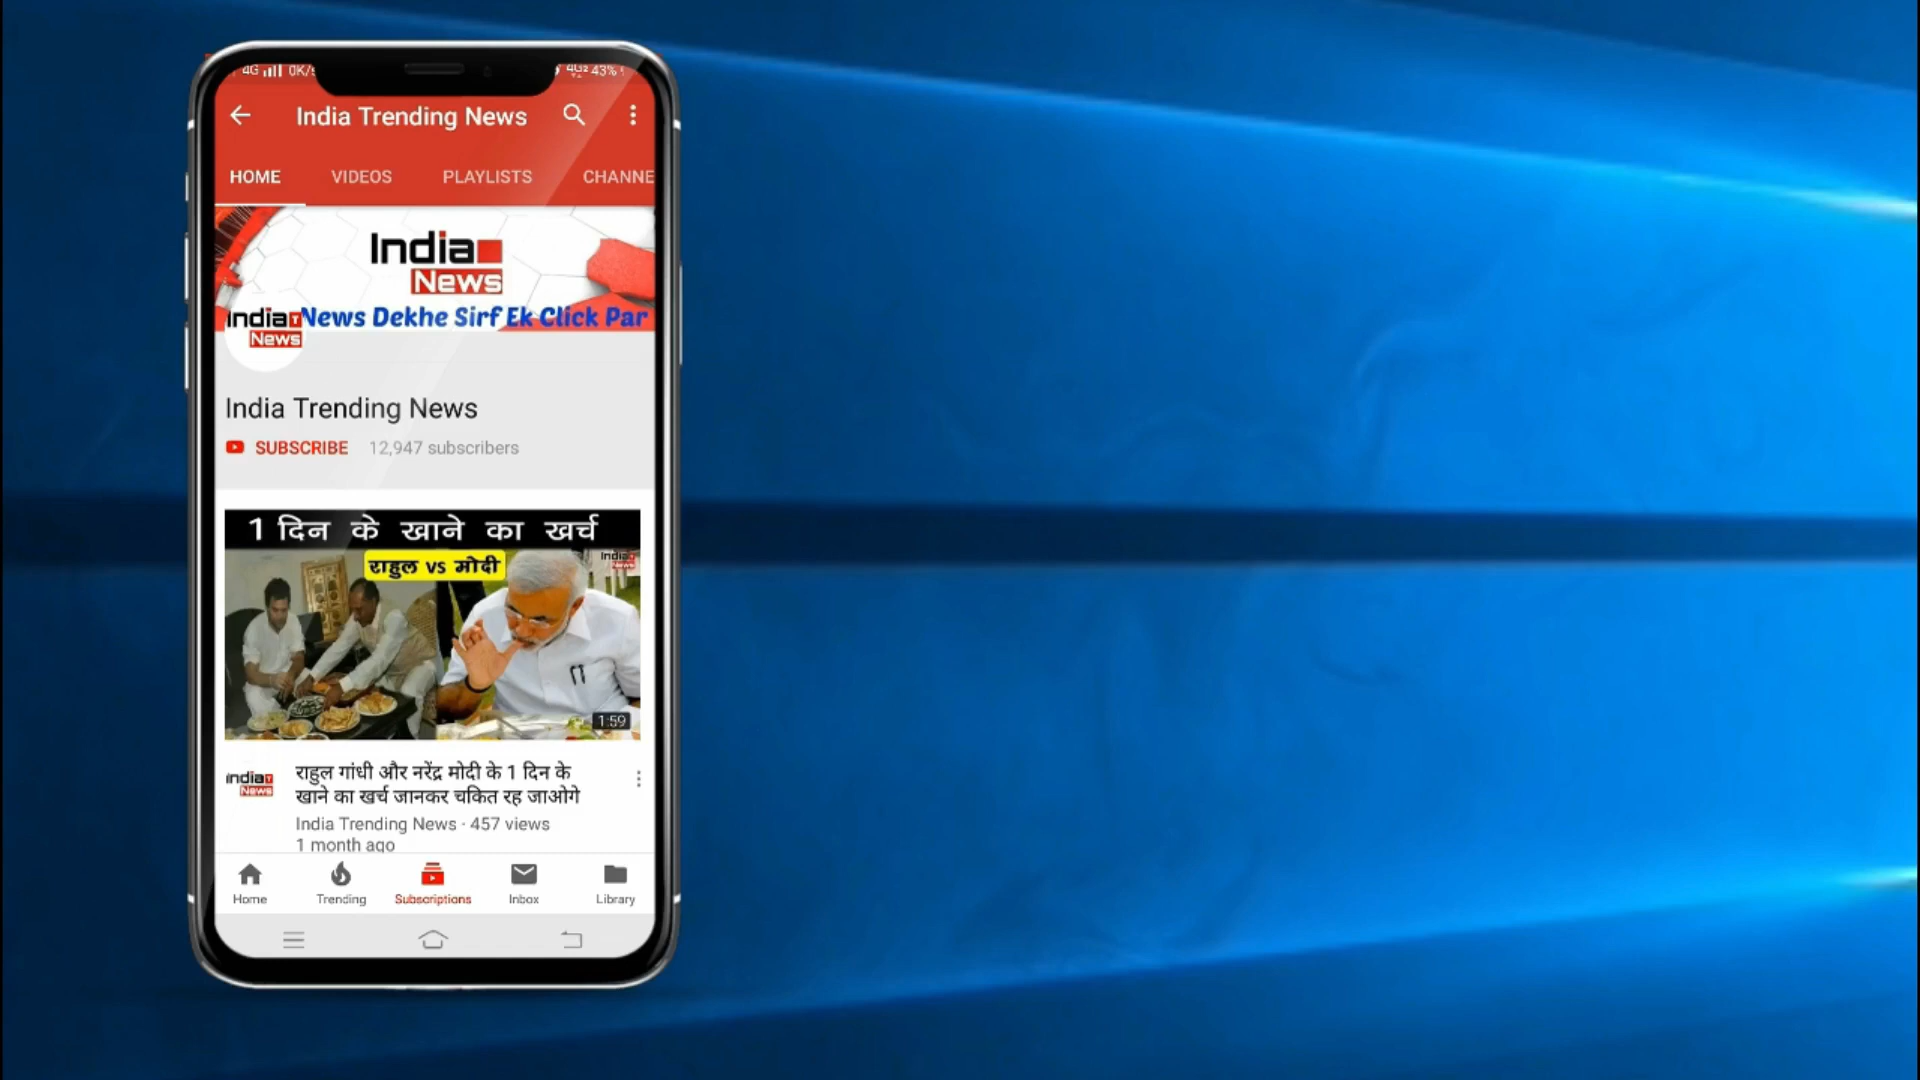 4G 0K/s 43%
India Trending News
HOME VIDEOS PLAYLISTS CHANNE
India
News
India T News Dekhe Sirf Ek Click Par
News
India Trending News
SUBSCRIBE 12,947 subscribers
1 दिन के खाने का खर्च
राहुल vs मोदी
India
News
1:59
India T
News
राहुल गांधी और नरेंद्र मोदी के 1 दिन के
खाने का खर्च जानकर चकित रह जाओगे
India Trending News · 457 views
1 month ago
Home Trending Subscriptions Inbox Library